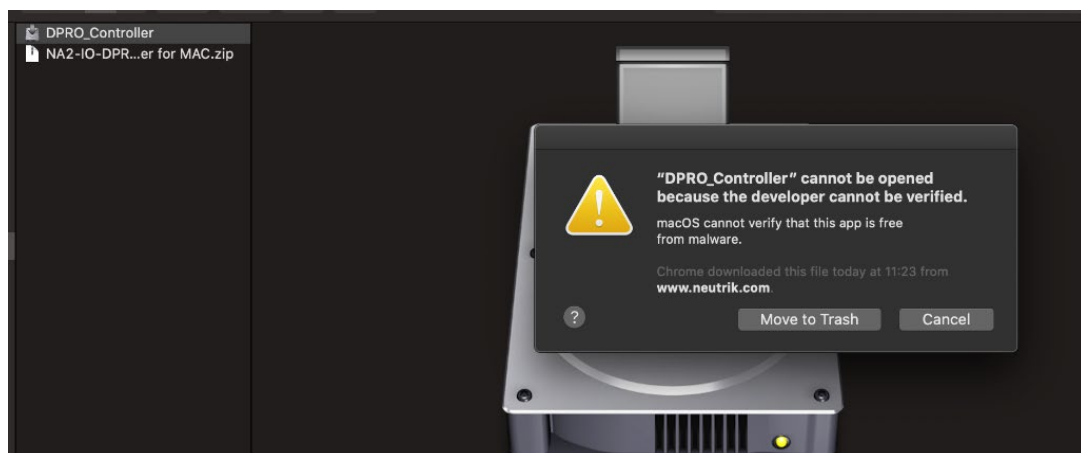 DPRO_Controller
NA2-IO-DPR...er for MAC.zip
"DPRO_Controller" cannot be opened
because the developer cannot be verified.
macOS cannot verify that this app is free
from malware.
Chrome downloaded this file today at 11:23 from
www.neutrik.com.
?
Move to Trash
Cancel